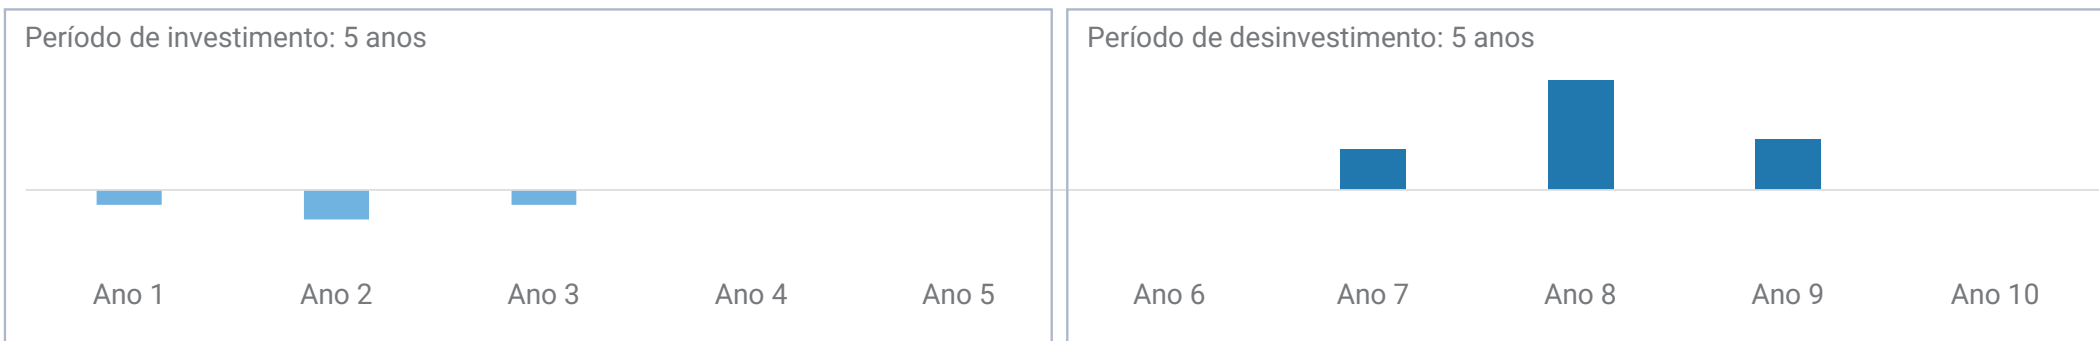 Período de investimento: 5 anos
Período de desinvestimento: 5 anos
Ano 1 Ano 2 Ano 3 Ano 4 Ano 5 Ano 6 Ano 7 Ano 8 Ano 9 Ano 10